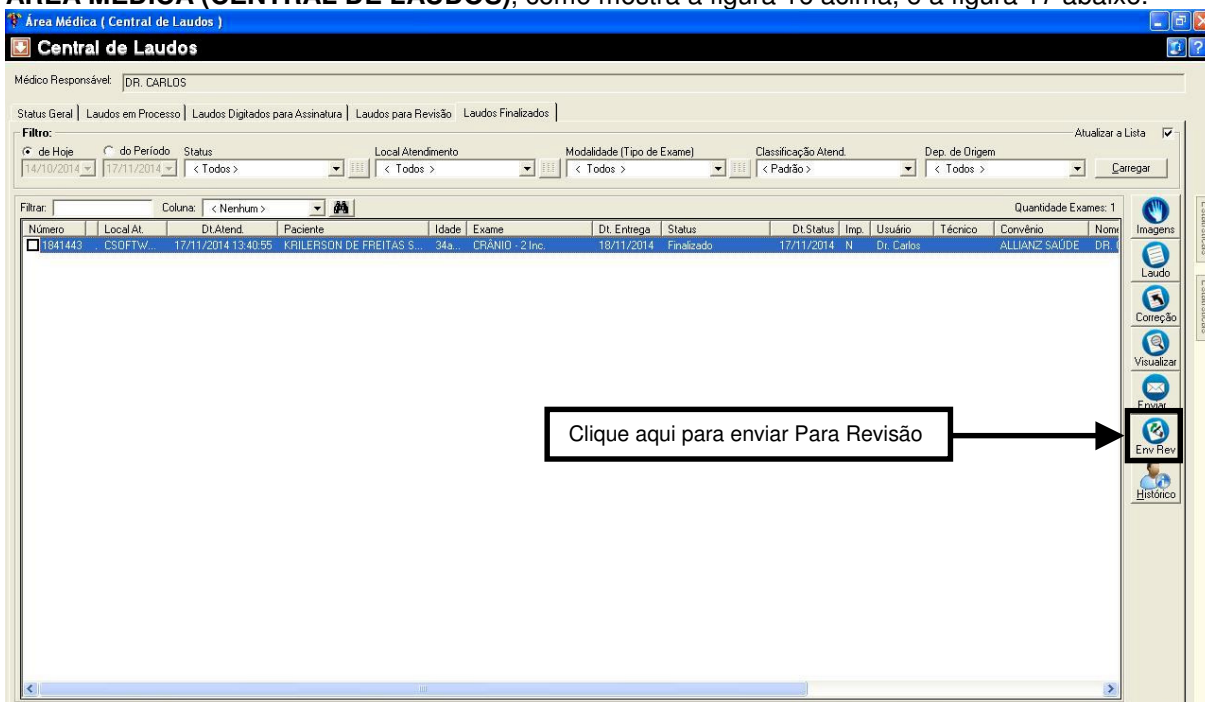 ÁREA MÉDICA (CENTRAL DE LAUDOS), como mostra a figura 16 acima, e a figura 17 abaixo:
Área Médica ( Central de Laudos )
Central de Laudos
Médico Responsável: DR. CARLOS
Status Geral Laudos em Processo Laudos Digitados para Assinatura Laudos para Revisão Laudos Finalizados
Filtro: Atualizar a Lista
de Hoje do Período Status Local Atendimento Modalidade (Tipo de Exame) Classificação Atend. Dep. de Origem
14/10/2014 17/11/2014 < Todos > < Todos > < Todos > < Padrão > < Todos > Carregar
Filtrar: Coluna: < Nenhum > Quantidade Exames: 1
Número Local At. Dt.Atend. Paciente Idade Exame Dt. Entrega Status Dt.Status Imp. Usuário Técnico Convênio Nome
1841443 . CSOFTW... 17/11/2014 13:40:55 KRILERSON DE FREITAS S... 34a... CRÂNIO - 2 Inc. 18/11/2014 Finalizado 17/11/2014 N Dr. Carlos ALLIANZ SAÚDE DR. (
Imagens
Laudo
Correção
Visualizar
Enviar
Clique aqui para enviar Para Revisão
Env Rev
Histórico